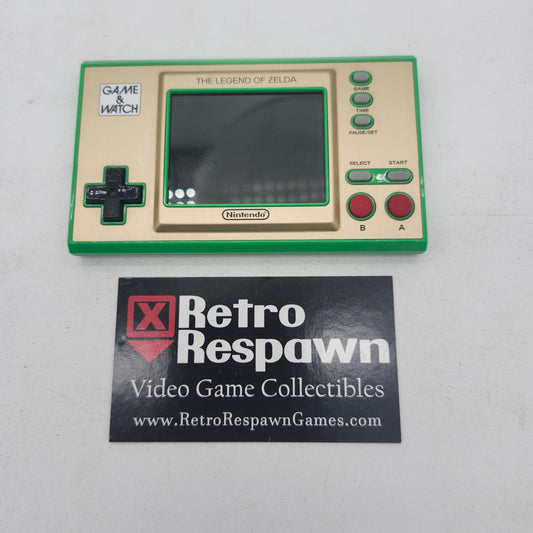 THE LEGEND OF ZELDA
GAME
&
WATCH
GAME
TIME
PAUSE/SET
SELECT START
Nintendo
B A
X Retro
Respawn
Video Game Collectibles
www.RetroRespawnGames.com